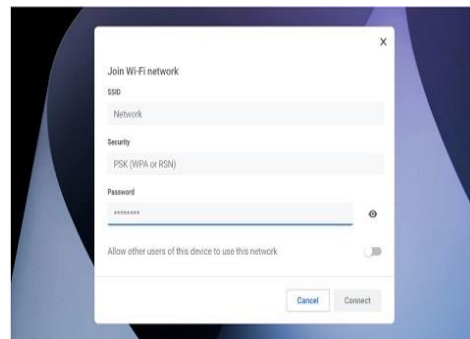 X
Join Wi-Fi network
SSID
Network
Security
PSK (WPA or RSN)
Password
********
Allow other users of this device to use this network
Cancel Connect